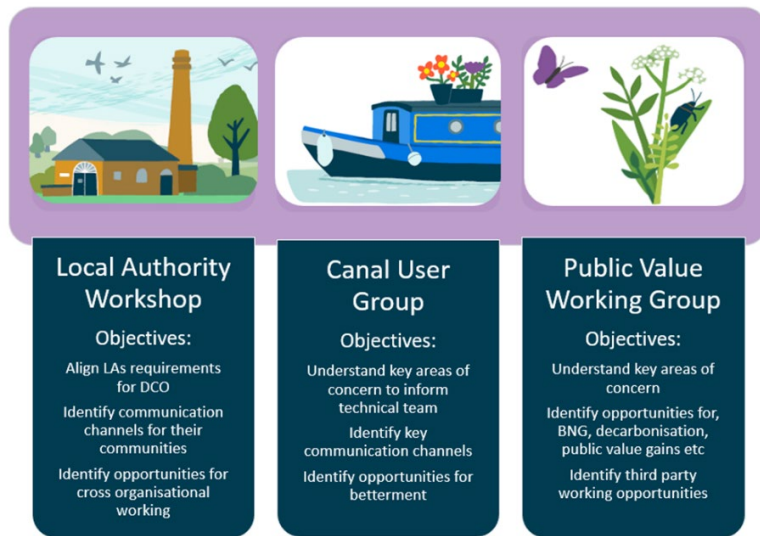 Local Authority
Workshop
Objectives:
Align LAs requirements
for DCO
Identify communication
channels for their
communities
Identify opportunities for
cross organisational
working
Canal User
Group
Objectives:
Understand key areas of
concern to inform
technical team
Identify key
communication channels
Identify opportunities for
betterment
Public Value
Working Group
Objectives:
Understand key areas of
concern
Identify opportunities for,
BNG, decarbonisation,
public value gains etc
Identify third party
working opportunities